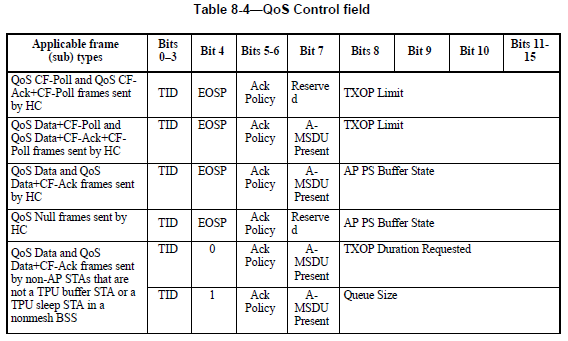 Table 8-4—QoS Control field
Applicable frame
(sub) types
Bits
0–3
Bit 4
Bits 5-6
Bit 7
Bits 8
Bit 9
Bit 10
Bits 11-
15
QoS CF-Poll and QoS CF-
Ack+CF-Poll frames sent
by HC
TID
EOSP
Ack
Policy
Reserve
d
TXOP Limit
QoS Data+CF-Poll and
QoS Data+CF-Ack+CF-
Poll frames sent by HC
TID
EOSP
Ack
Policy
A-
MSDU
Present
TXOP Limit
QoS Data and QoS
Data+CF-Ack frames sent
by HC
TID
EOSP
Ack
Policy
A-
MSDU
Present
AP PS Buffer State
QoS Null frames sent by
HC
TID
EOSP
Ack
Policy
Reserve
d
AP PS Buffer State
QoS Data and QoS
Data+CF-Ack frames sent
by non-AP STAs that are
not a TPU buffer STA or a
TPU sleep STA in a
nonmesh BSS
TID
0
Ack
Policy
A-
MSDU
Present
TXOP Duration Requested
TID
1
Ack
Policy
A-
MSDU
Present
Queue Size